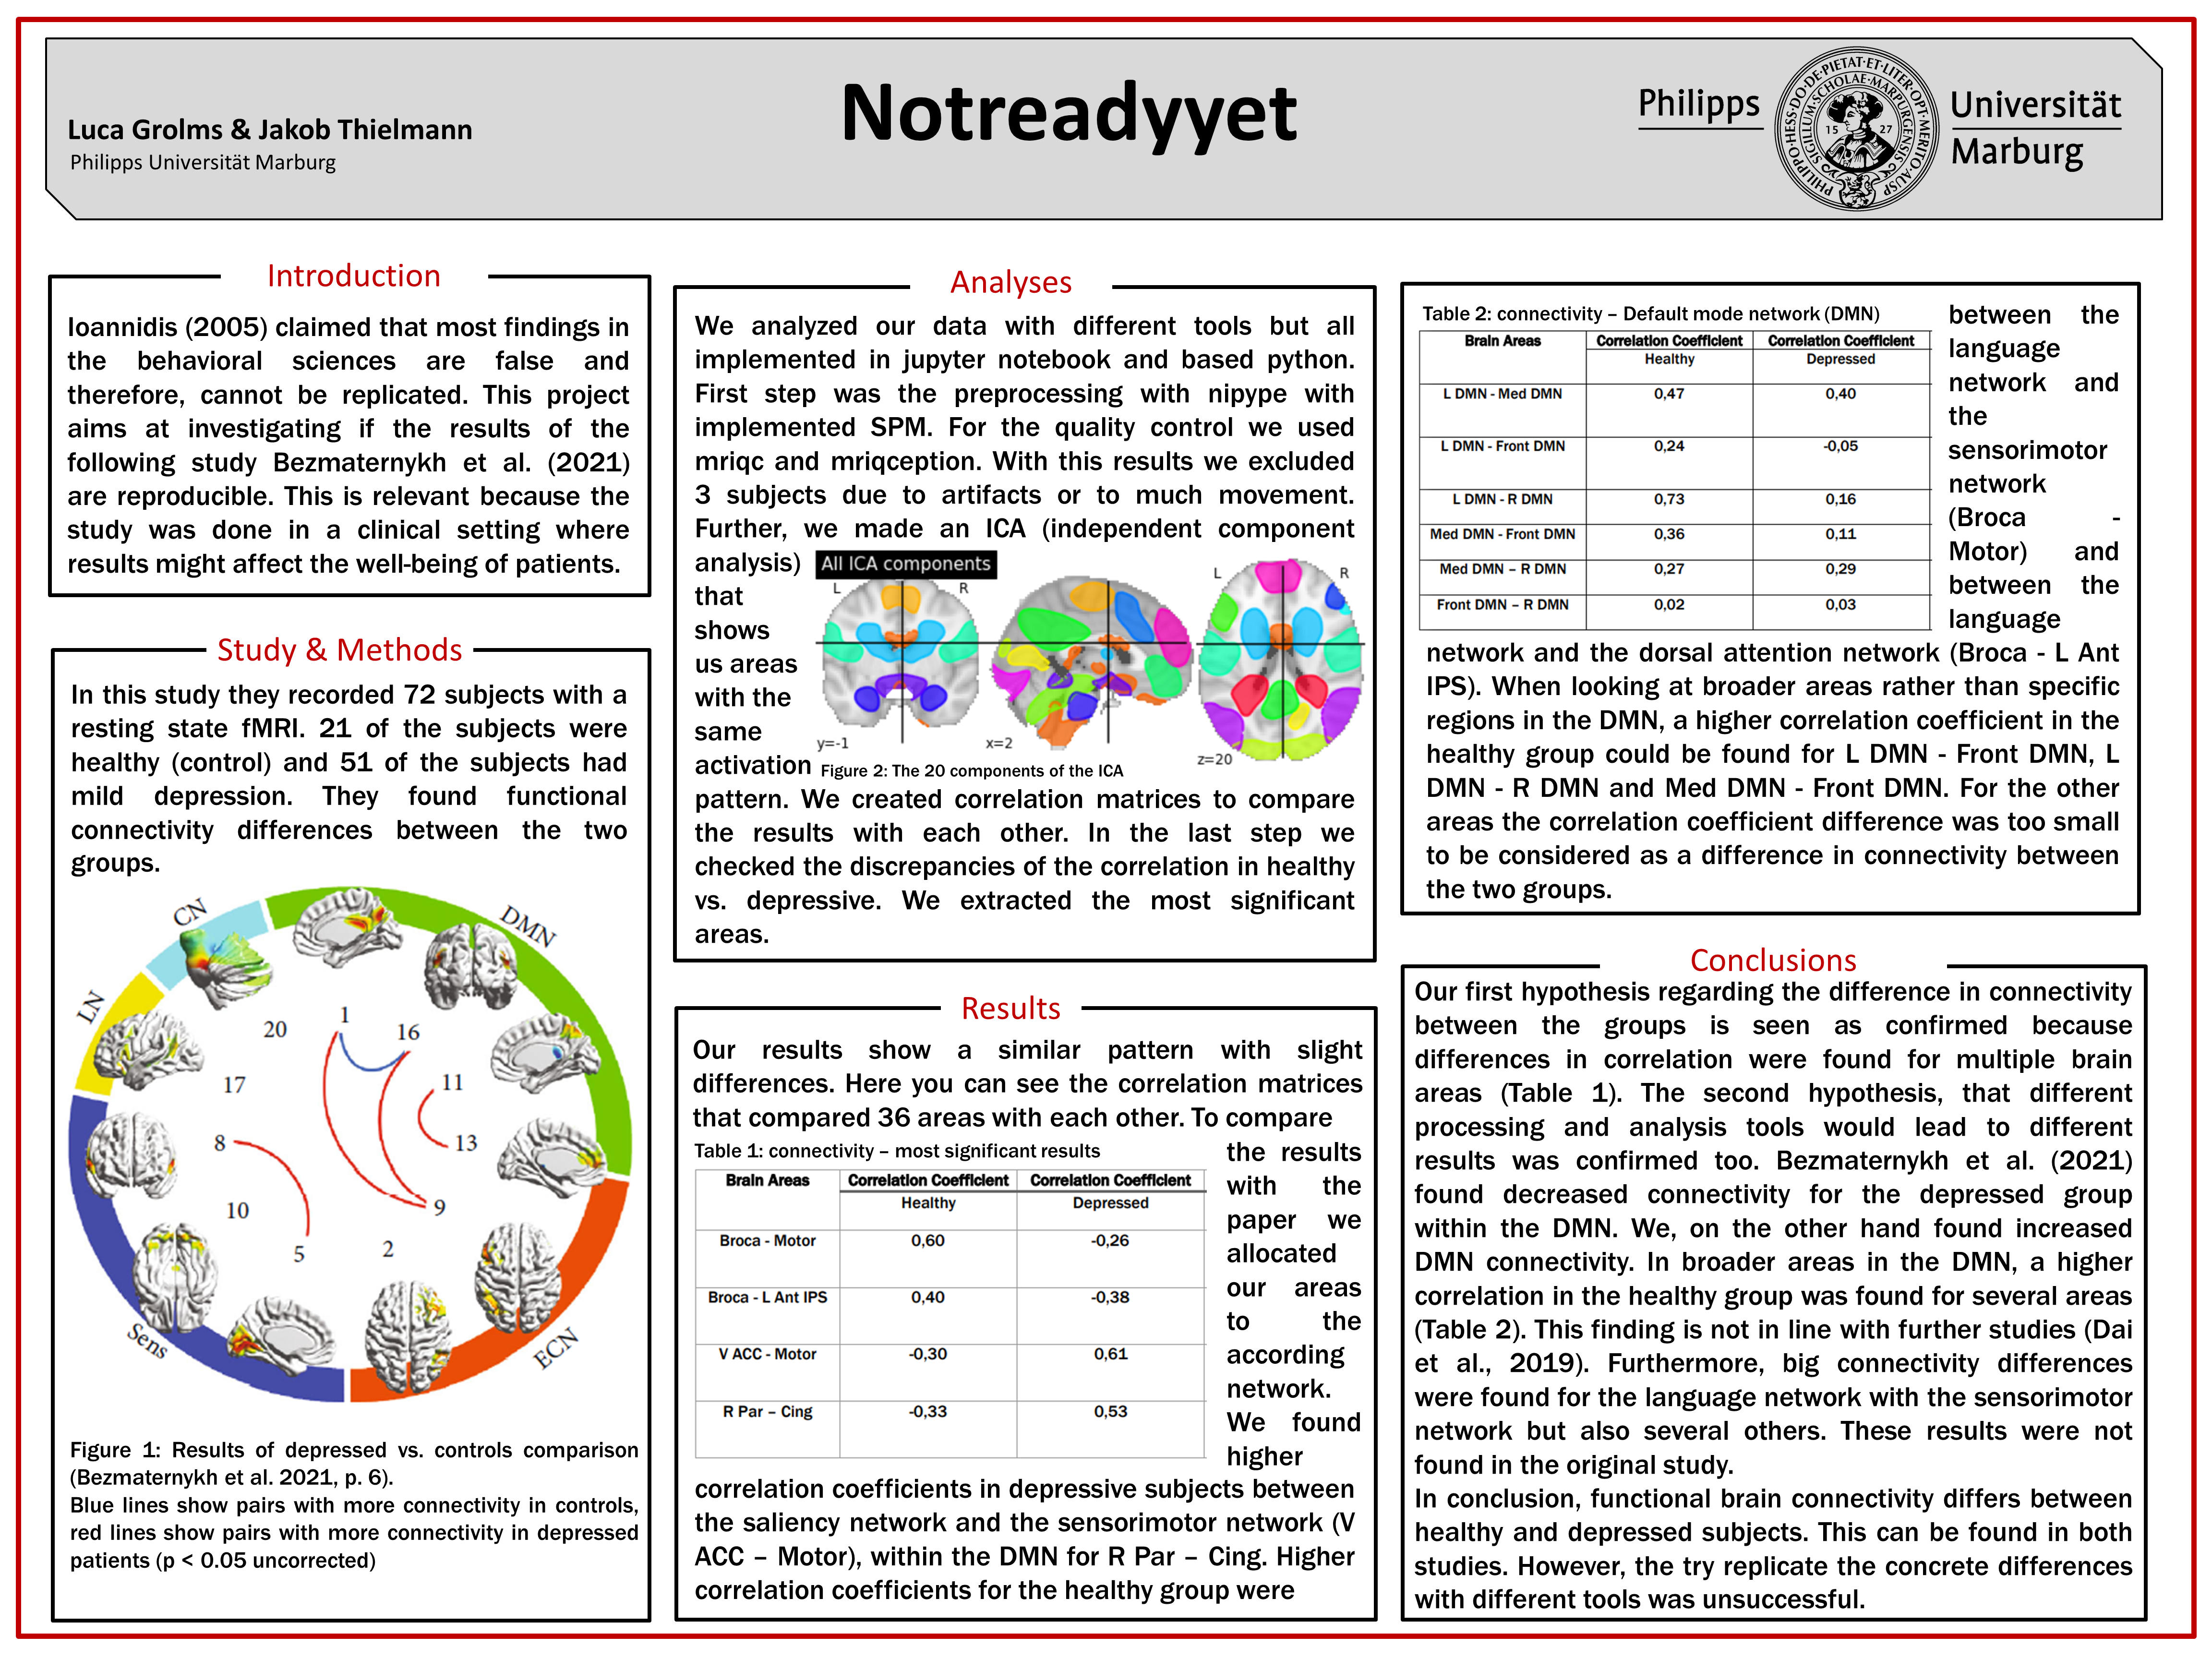 Luca Grolms & Jakob Thielmann
Philipps Universität Marburg
Notreadyyet
Philipps
Universität
Marburg
PHILIPPO·HESS·DO·DE·PIETAT·ET·LITER·OPT·MERITO·AUSP
SIGILLUM·SCHOLAE·MARPURGENSIS
15 27
Introduction
Ioannidis (2005) claimed that most findings in
the behavioral sciences are false and
therefore, cannot be replicated. This project
aims at investigating if the results of the
following study Bezmaternykh et al. (2021)
are reproducible. This is relevant because the
study was done in a clinical setting where
results might affect the well-being of patients.
Study & Methods
In this study they recorded 72 subjects with a
resting state fMRI. 21 of the subjects were
healthy (control) and 51 of the subjects had
mild depression. They found functional
connectivity differences between the two
groups.
CN
DMN
LN
Sens
ECN
1
16
20
11
17
13
8
9
10
2
5
Figure 1: Results of depressed vs. controls comparison
(Bezmaternykh et al. 2021, p. 6).
Blue lines show pairs with more connectivity in controls,
red lines show pairs with more connectivity in depressed
patients (p < 0.05 uncorrected)
Analyses
We analyzed our data with different tools but all
implemented in jupyter notebook and based python.
First step was the preprocessing with nipype with
implemented SPM. For the quality control we used
mriqc and mriqception. With this results we excluded
3 subjects due to artifacts or to much movement.
Further, we made an ICA (independent component
analysis)
that
shows
us areas
with the
same
activation
All ICA components
L R
L R
y=-1
x=2
z=20
Figure 2: The 20 components of the ICA
pattern. We created correlation matrices to compare
the results with each other. In the last step we
checked the discrepancies of the correlation in healthy
vs. depressive. We extracted the most significant
areas.
Results
Our results show a similar pattern with slight
differences. Here you can see the correlation matrices
that compared 36 areas with each other. To compare
the results
with the
paper we
allocated
our areas
to the
according
network.
We found
higher
Table 1: connectivity – most significant results
Brain Areas Correlation Coefficient Correlation Coefficient
Healthy Depressed
Broca - Motor 0,60 -0,26
Broca - L Ant IPS 0,40 -0,38
V ACC - Motor -0,30 0,61
R Par – Cing -0,33 0,53
correlation coefficients in depressive subjects between
the saliency network and the sensorimotor network (V
ACC – Motor), within the DMN for R Par – Cing. Higher
correlation coefficients for the healthy group were
Table 2: connectivity – Default mode network (DMN)
Brain Areas Correlation Coefficient Correlation Coefficient
Healthy Depressed
L DMN - Med DMN 0,47 0,40
L DMN - Front DMN 0,24 -0,05
L DMN - R DMN 0,73 0,16
Med DMN - Front DMN 0,36 0,11
Med DMN – R DMN 0,27 0,29
Front DMN – R DMN 0,02 0,03
between the
language
network and
the
sensorimotor
network
(Broca -
Motor) and
between the
language
network and the dorsal attention network (Broca - L Ant
IPS). When looking at broader areas rather than specific
regions in the DMN, a higher correlation coefficient in the
healthy group could be found for L DMN - Front DMN, L
DMN - R DMN and Med DMN - Front DMN. For the other
areas the correlation coefficient difference was too small
to be considered as a difference in connectivity between
the two groups.
Conclusions
Our first hypothesis regarding the difference in connectivity
between the groups is seen as confirmed because
differences in correlation were found for multiple brain
areas (Table 1). The second hypothesis, that different
processing and analysis tools would lead to different
results was confirmed too. Bezmaternykh et al. (2021)
found decreased connectivity for the depressed group
within the DMN. We, on the other hand found increased
DMN connectivity. In broader areas in the DMN, a higher
correlation in the healthy group was found for several areas
(Table 2). This finding is not in line with further studies (Dai
et al., 2019). Furthermore, big connectivity differences
were found for the language network with the sensorimotor
network but also several others. These results were not
found in the original study.
In conclusion, functional brain connectivity differs between
healthy and depressed subjects. This can be found in both
studies. However, the try replicate the concrete differences
with different tools was unsuccessful.